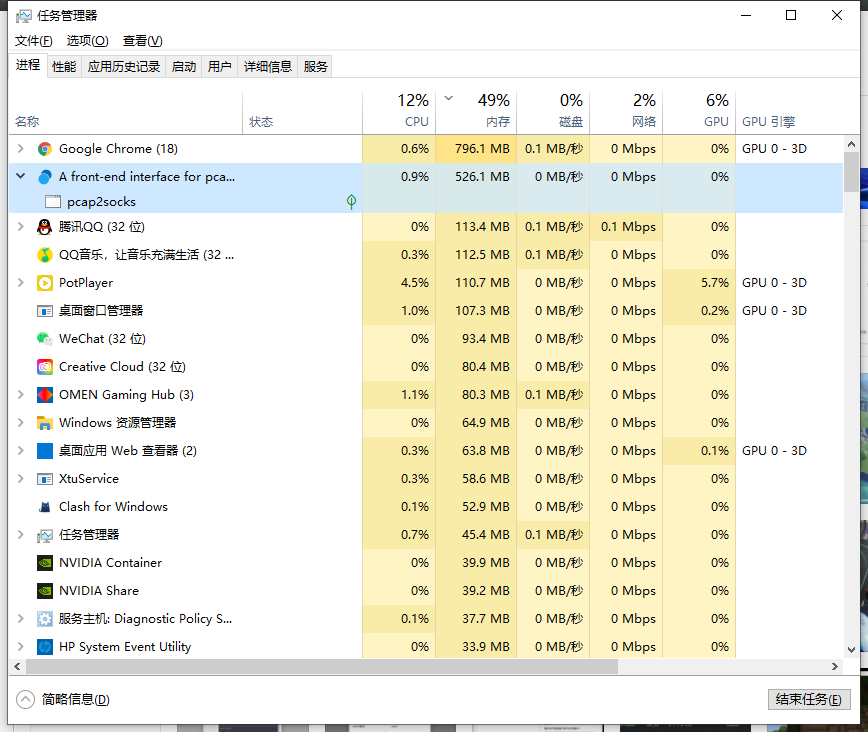 任务管理器
文件(F) 选项(O) 查看(V)
进程 性能 应用历史记录 启动 用户 详细信息 服务
12% 49% 0% 2% 6%
名称 状态 CPU 内存 磁盘 网络 GPU GPU 引擎
Google Chrome (18) 0.6% 796.1 MB 0.1 MB/秒 0 Mbps 0% GPU 0 - 3D
A front-end interface for pca... 0.9% 526.1 MB 0 MB/秒 0 Mbps 0%
pcap2socks
腾讯QQ (32 位) 0% 113.4 MB 0.1 MB/秒 0.1 Mbps 0%
QQ音乐，让音乐充满生活 (32 ... 0.3% 112.5 MB 0.1 MB/秒 0 Mbps 0%
PotPlayer 4.5% 110.7 MB 0 MB/秒 0 Mbps 5.7% GPU 0 - 3D
桌面窗口管理器 1.0% 107.3 MB 0 MB/秒 0 Mbps 0.2% GPU 0 - 3D
WeChat (32 位) 0% 93.4 MB 0 MB/秒 0 Mbps 0%
Creative Cloud (32 位) 0% 80.4 MB 0 MB/秒 0 Mbps 0%
OMEN Gaming Hub (3) 1.1% 80.3 MB 0.1 MB/秒 0 Mbps 0%
Windows 资源管理器 0% 64.9 MB 0 MB/秒 0 Mbps 0%
桌面应用 Web 查看器 (2) 0.3% 63.8 MB 0 MB/秒 0 Mbps 0.1% GPU 0 - 3D
XtuService 0.3% 58.6 MB 0 MB/秒 0 Mbps 0%
Clash for Windows 0.1% 52.9 MB 0 MB/秒 0 Mbps 0%
任务管理器 0.7% 45.4 MB 0.1 MB/秒 0 Mbps 0%
NVIDIA Container 0% 39.9 MB 0 MB/秒 0 Mbps 0%
NVIDIA Share 0% 39.2 MB 0 MB/秒 0 Mbps 0%
服务主机: Diagnostic Policy S... 0.1% 37.7 MB 0 MB/秒 0 Mbps 0%
HP System Event Utility 0% 33.9 MB 0 MB/秒 0 Mbps 0%
简略信息(D) 结束任务(E)